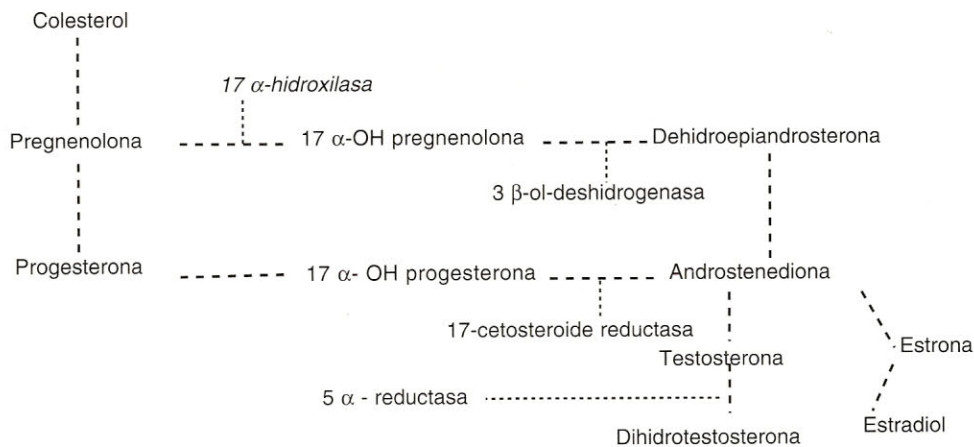 Colesterol
17 α-hidroxilasa
Pregnenolona
17 α-OH pregnenolona
Dehidroepiandrosterona
3 β-ol-deshidrogenasa
Progesterona
17 α- OH progesterona
Androstenediona
17-cetosteroide reductasa
Estrona
Testosterona
5 α - reductasa
Estradiol
Dihidrotestosterona